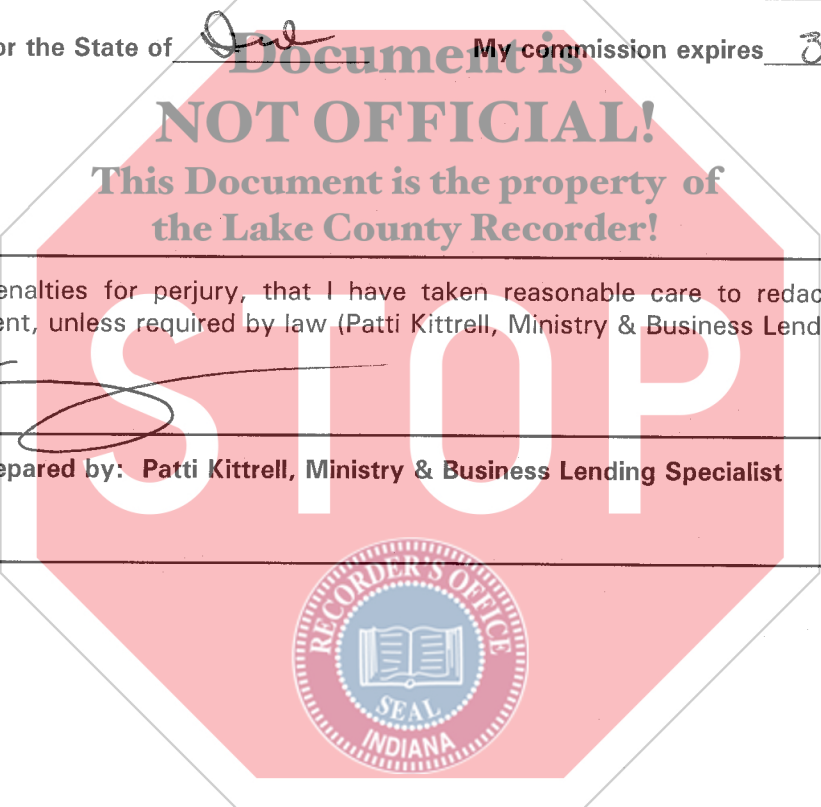 or the State of Ind My commission expires 3
Document is
NOT OFFICIAL!
This Document is the property of
the Lake County Recorder!
enalties for perjury, that I have taken reasonable care to redac
ent, unless required by law (Patti Kittrell, Ministry & Business Lend
STOP
epared by: Patti Kittrell, Ministry & Business Lending Specialist
RECORDER'S OFFICE
SEAL
INDIANA